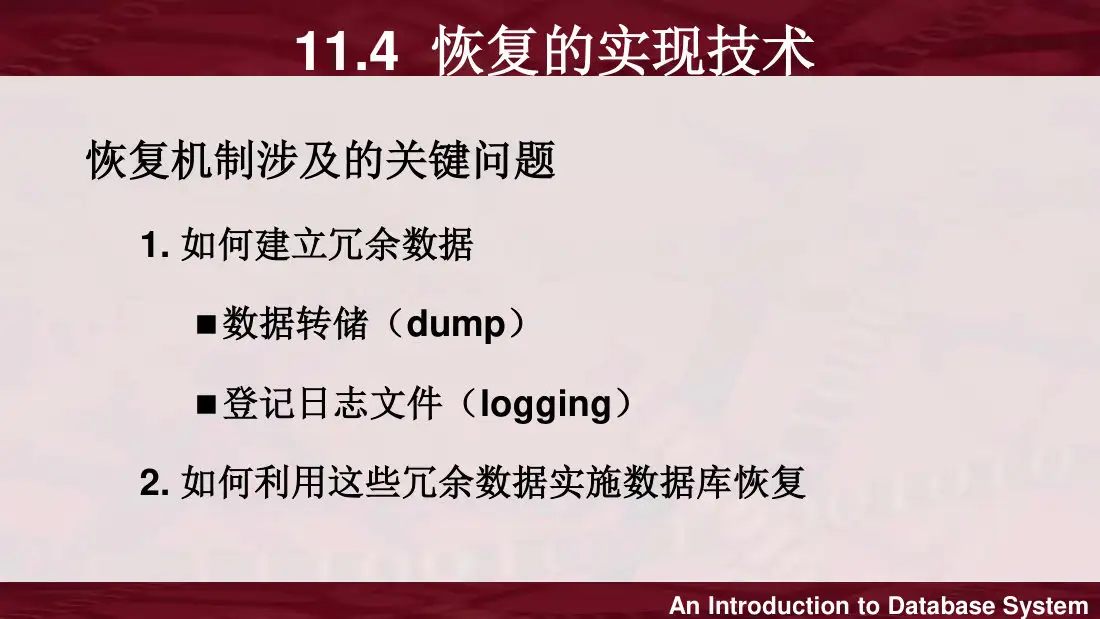 11.4 恢复的实现技术
恢复机制涉及的关键问题
1. 如何建立冗余数据
■数据转储（dump）
■登记日志文件（logging）
2. 如何利用这些冗余数据实施数据库恢复
An Introduction to Database System